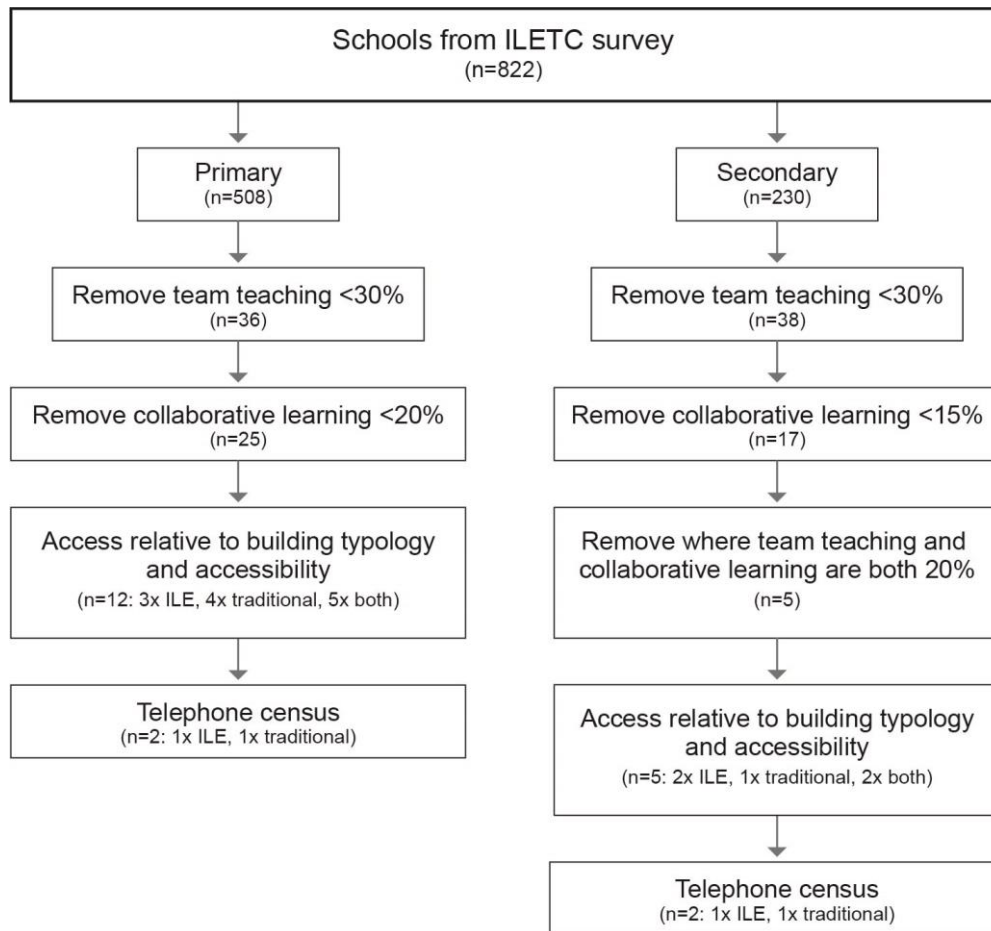 Schools from ILETC survey
(n=822)
Primary
(n=508)
Remove team teaching <30%
(n=36)
Remove collaborative learning <20%
(n=25)
Access relative to building typology
and accessibility
(n=12: 3x ILE, 4x traditional, 5x both)
Telephone census
(n=2: 1x ILE, 1x traditional)
Secondary
(n=230)
Remove team teaching <30%
(n=38)
Remove collaborative learning <15%
(n=17)
Remove where team teaching and
collaborative learning are both 20%
(n=5)
Access relative to building typology
and accessibility
(n=5: 2x ILE, 1x traditional, 2x both)
Telephone census
(n=2: 1x ILE, 1x traditional)